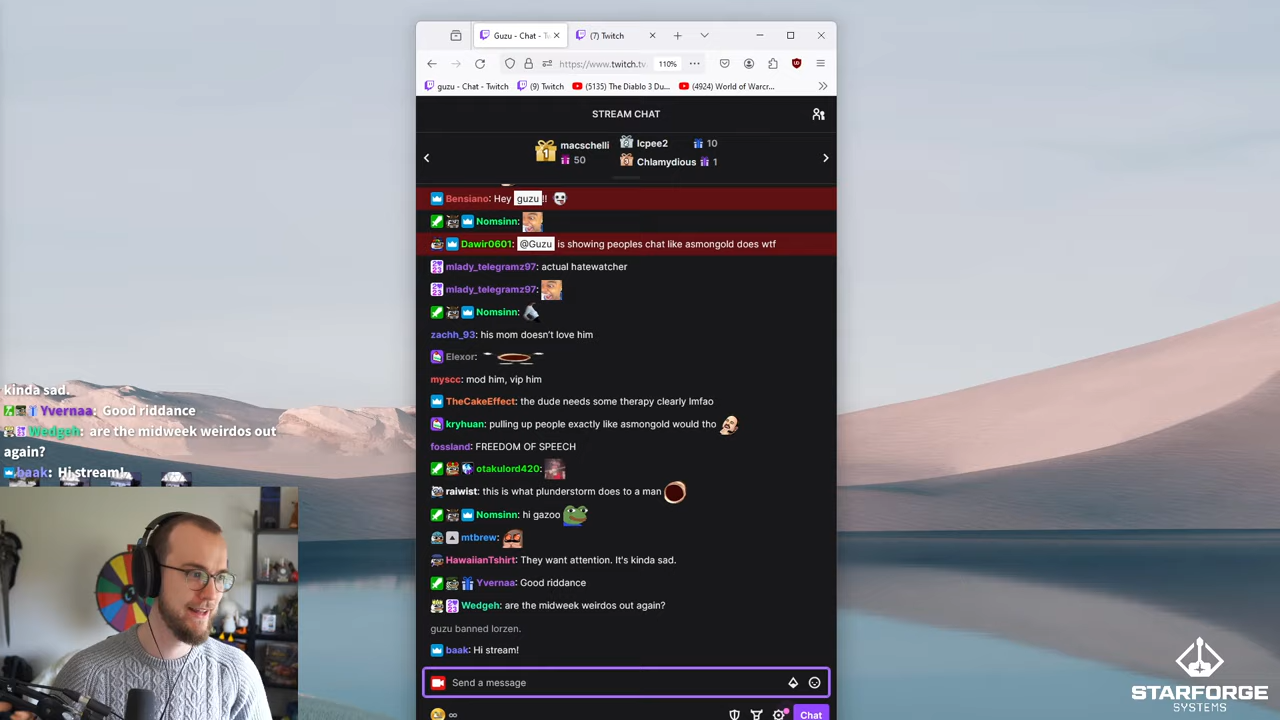 Guzu - Chat - Tw
(7) Twitch
https://www.twitch.tv
110%
guzu - Chat - Twitch
(9) Twitch
(5135) The Diablo 3 Du...
(4924) World of Warcr...
STREAM CHAT
1 macschelli 50
2 lcpee2 10
3 Chlamydious 1
Bensiano: Hey guzu !!
Nomsinn:
Dawir0601: @Guzu is showing peoples chat like asmongold does wtf
mlady_telegramz97: actual hatewatcher
mlady_telegramz97:
Nomsinn:
zachh_93: his mom doesn't love him
Elexor:
myscc: mod him, vip him
TheCakeEffect: the dude needs some therapy clearly lmfao
kryhuan: pulling up people exactly like asmongold would tho
fossland: FREEDOM OF SPEECH
otakulord420:
raiwist: this is what plunderstorm does to a man
Nomsinn: hi gazoo
mtbrew:
HawaiianTshirt: They want attention. It's kinda sad.
Yvernaa: Good riddance
Wedgeh: are the midweek weirdos out again?
guzu banned lorzen.
baak: Hi stream!
Send a message
Chat
kinda sad.
Yvernaa: Good riddance
Wedgeh: are the midweek weirdos out
again?
baak: Hi stream!
STARFORGE
SYSTEMS